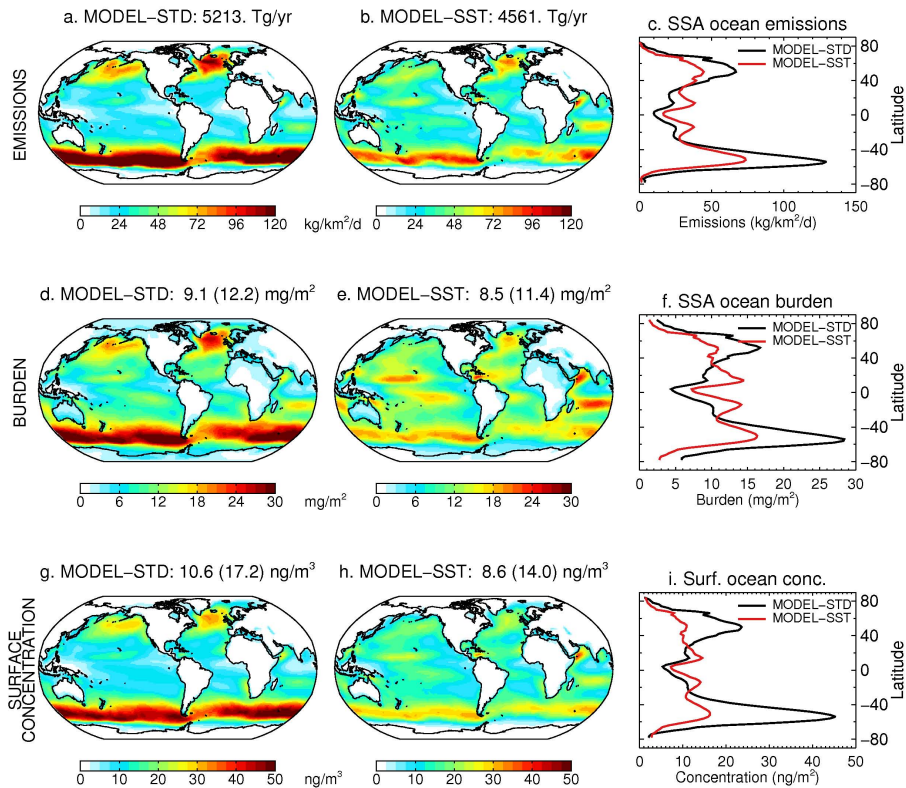 a. MODEL−STD: 5213. Tg/yr
b. MODEL−SST: 4561. Tg/yr
c. SSA ocean emissions
EMISSIONS
0 24 48 72 96 120
kg/km²/d
0 24 48 72 96 120
MODEL−STD
MODEL−SST
80
40
0
−40
−80
Latitude
0 50 100 150
Emissions (kg/km²/d)
d. MODEL−STD: 9.1 (12.2) mg/m²
e. MODEL−SST: 8.5 (11.4) mg/m²
f. SSA ocean burden
BURDEN
0 6 12 18 24 30
mg/m²
0 6 12 18 24 30
MODEL−STD
MODEL−SST
80
40
0
−40
−80
Latitude
0 5 10 15 20 25 30
Burden (mg/m²)
g. MODEL−STD: 10.6 (17.2) ng/m³
h. MODEL−SST: 8.6 (14.0) ng/m³
i. Surf. ocean conc.
SURFACE
CONCENTRATION
0 10 20 30 40 50
ng/m³
0 10 20 30 40 50
MODEL−STD
MODEL−SST
80
40
0
−40
−80
Latitude
0 10 20 30 40 50
Concentration (ng/m²)